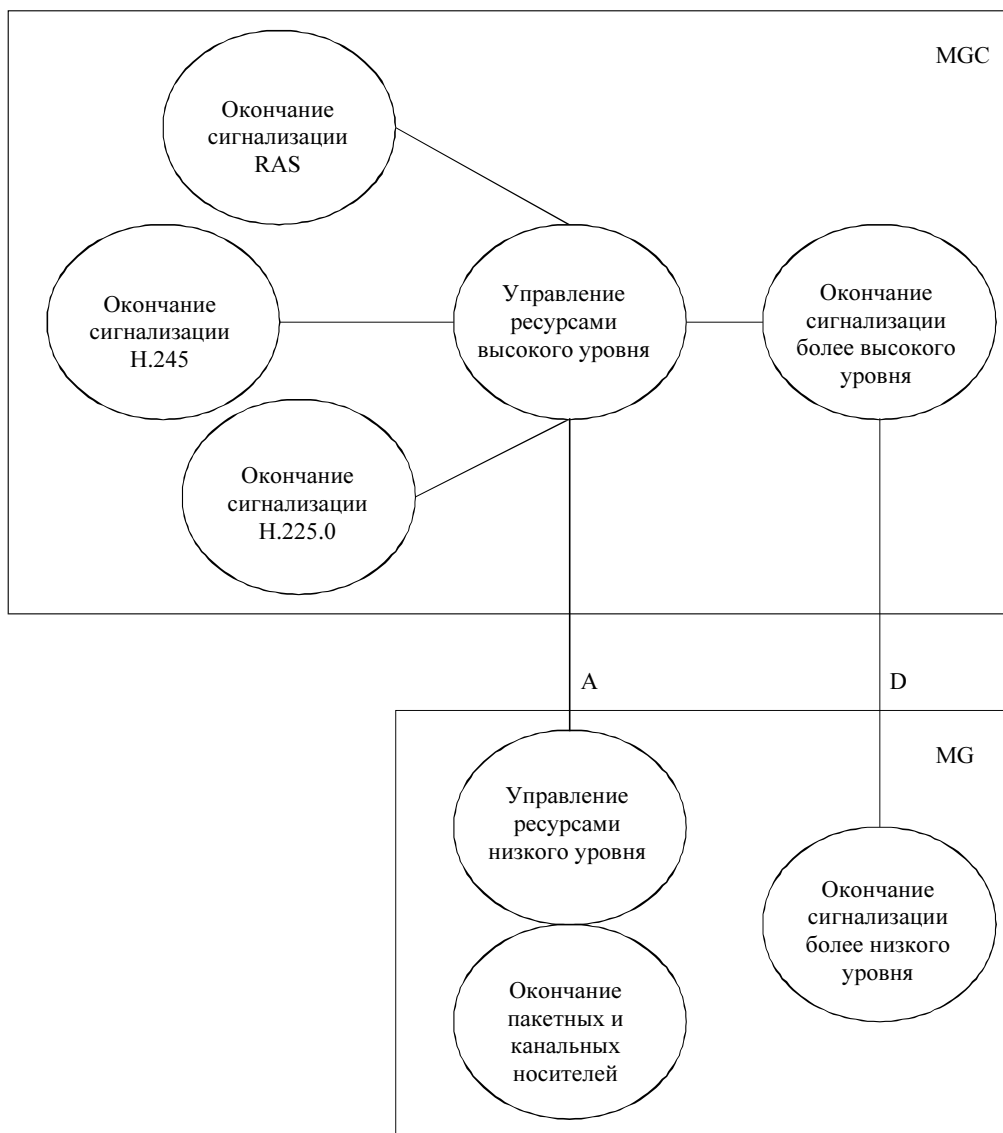 MGC
Окончание
сигнализации
RAS
Окончание
сигнализации
H.245
Управление
ресурсами
высокого уровня
Окончание
сигнализации
более высокого
уровня
Окончание
сигнализации
H.225.0
A
D
MG
Управление
ресурсами
низкого уровня
Окончание
сигнализации
более низкого
уровня
Окончание
пакетных и
канальных
носителей